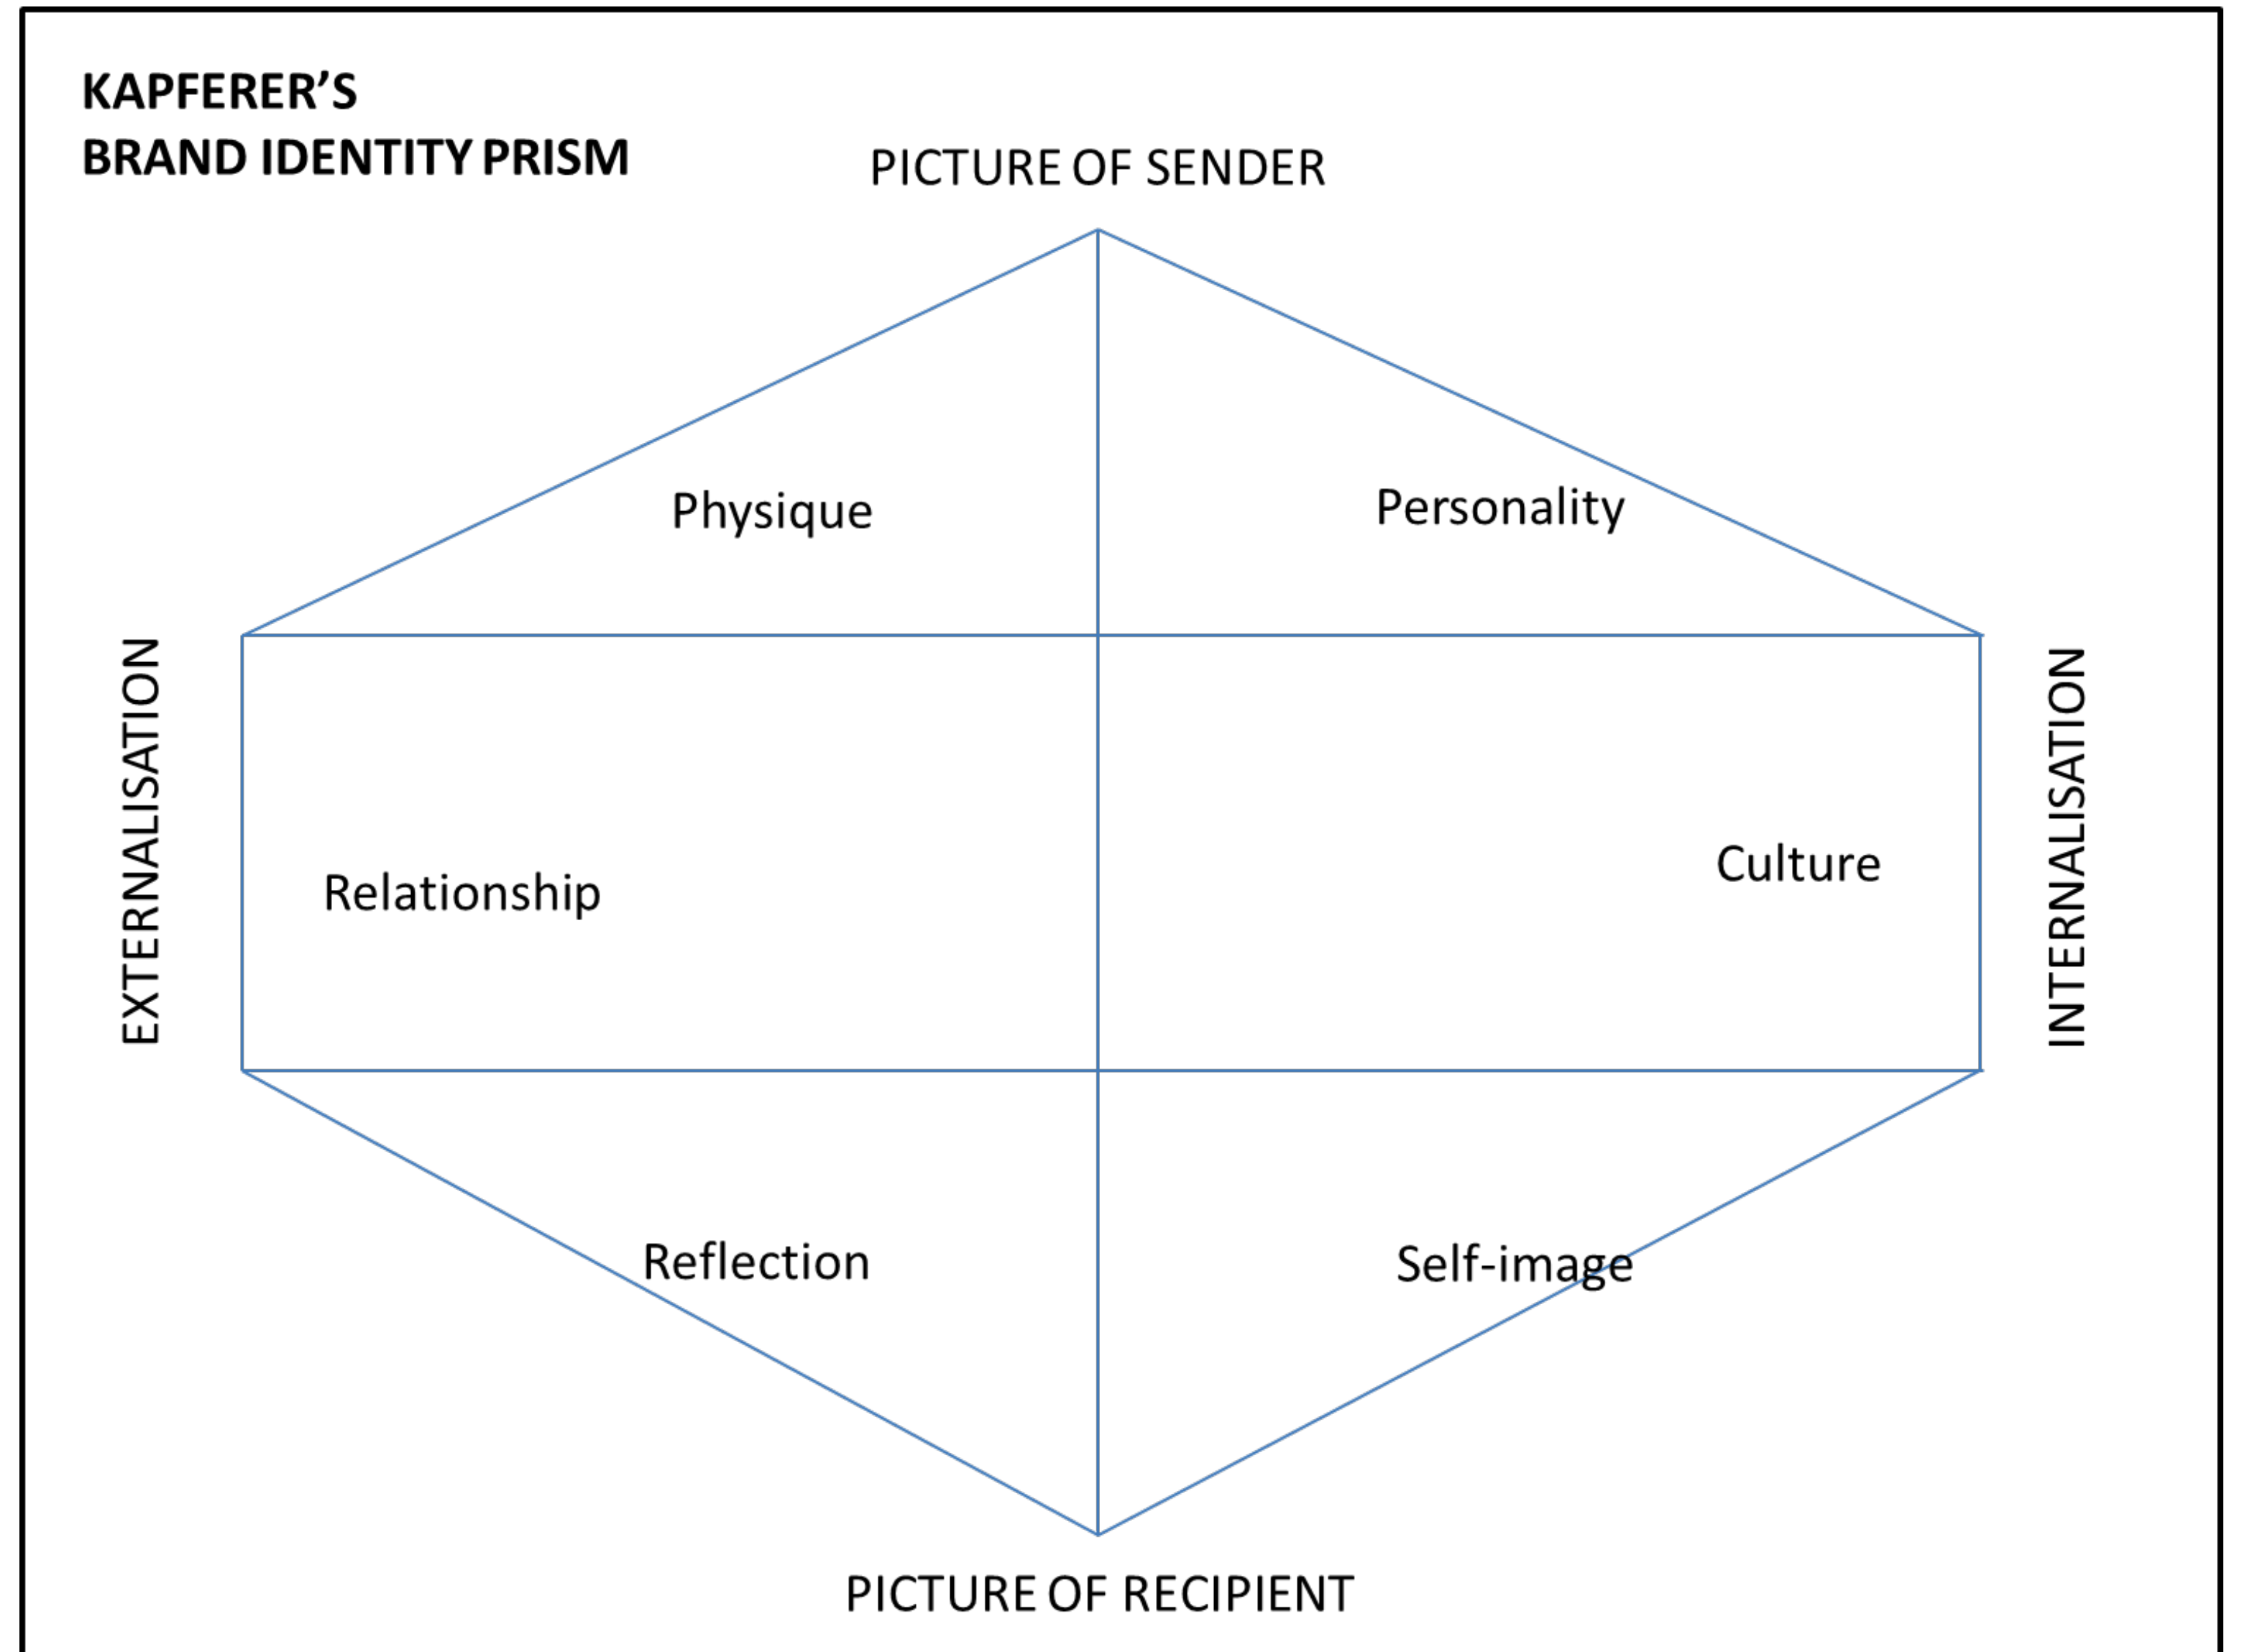 KAPFERER’S
BRAND IDENTITY PRISM
PICTURE OF SENDER
Physique
Personality
EXTERNALISATION
INTERNALISATION
Relationship
Culture
Reflection
Self-image
PICTURE OF RECIPIENT